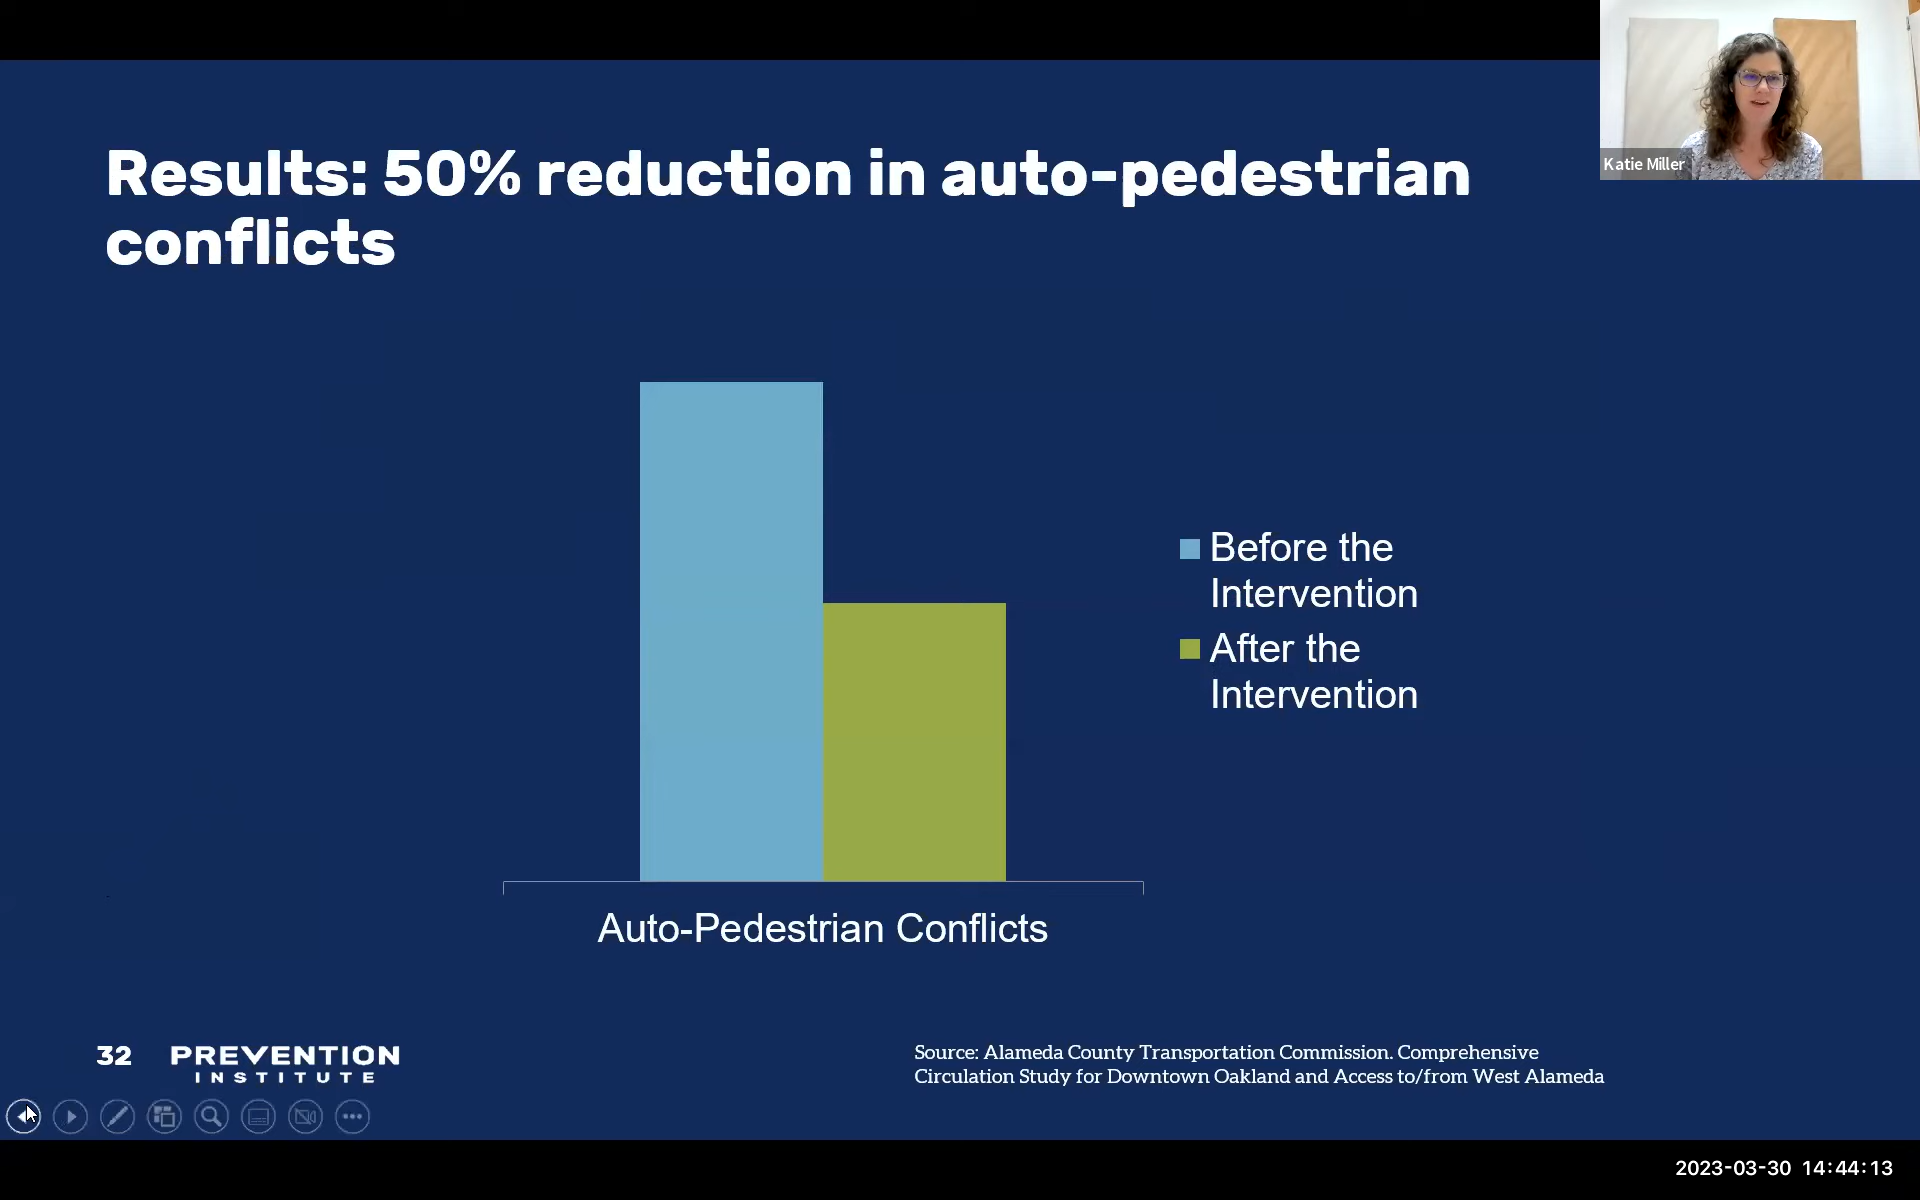 Katie Miller
Results: 50% reduction in auto-pedestrian
conflicts
Before the
Intervention
After the
Intervention
Auto-Pedestrian Conflicts
32
PREVENTION
INSTITUTE
Source: Alameda County Transportation Commission. Comprehensive
Circulation Study for Downtown Oakland and Access to/from West Alameda
2023-03-30 14:44:13